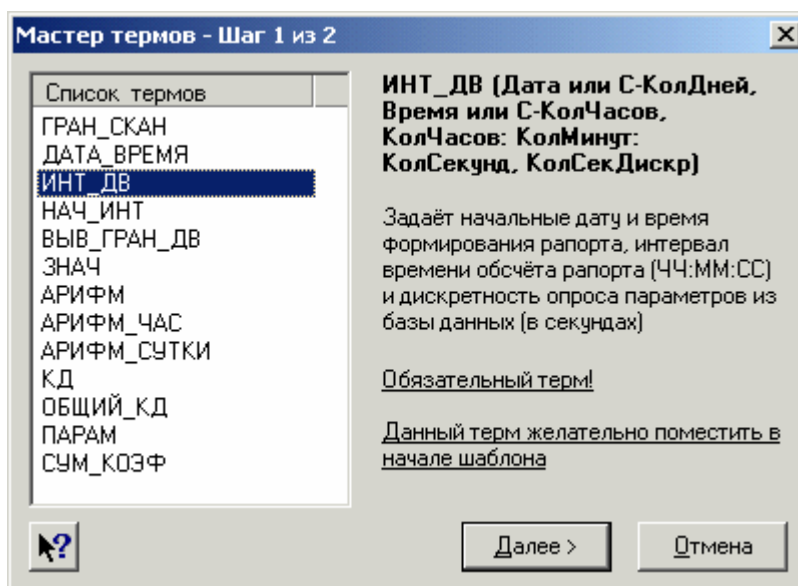 Мастер термов - Шаг 1 из 2
Список термов
ГРАН_СКАН
ДАТА_ВРЕМЯ
ИНТ_ДВ
НАЧ_ИНТ
ВЫВ_ГРАН_ДВ
ЗНАЧ
АРИФМ
АРИФМ_ЧАС
АРИФМ_СУТКИ
КД
ОБЩИЙ_КД
ПАРАМ
СУМ_КОЭФ
ИНТ_ДВ (Дата или С-КолДней,
Время или С-КолЧасов,
КолЧасов: КолМинут:
КолСекунд, КолСекДискр)
Задаёт начальные дату и время
формирования рапорта, интервал
времени обсчёта рапорта (ЧЧ:ММ:СС)
и дискретность опроса параметров из
базы данных (в секундах)
Обязательный терм!
Данный терм желательно поместить в
начале шаблона
?
Далее >
Отмена